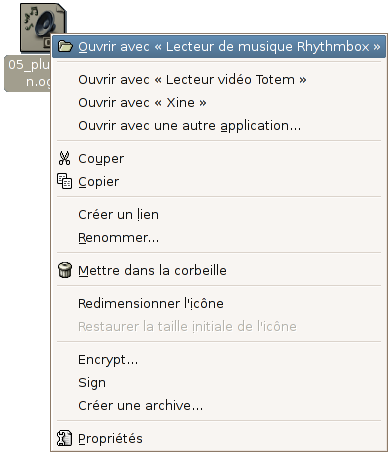 05_plu
n.og
Ouvrir avec « Lecteur de musique Rhythmbox »
Ouvrir avec « Lecteur vidéo Totem »
Ouvrir avec « Xine »
Ouvrir avec une autre application...
Couper
Copier
Créer un lien
Renommer...
Mettre dans la corbeille
Redimensionner l'icône
Restaurer la taille initiale de l'icône
Encrypt...
Sign
Créer une archive...
Propriétés